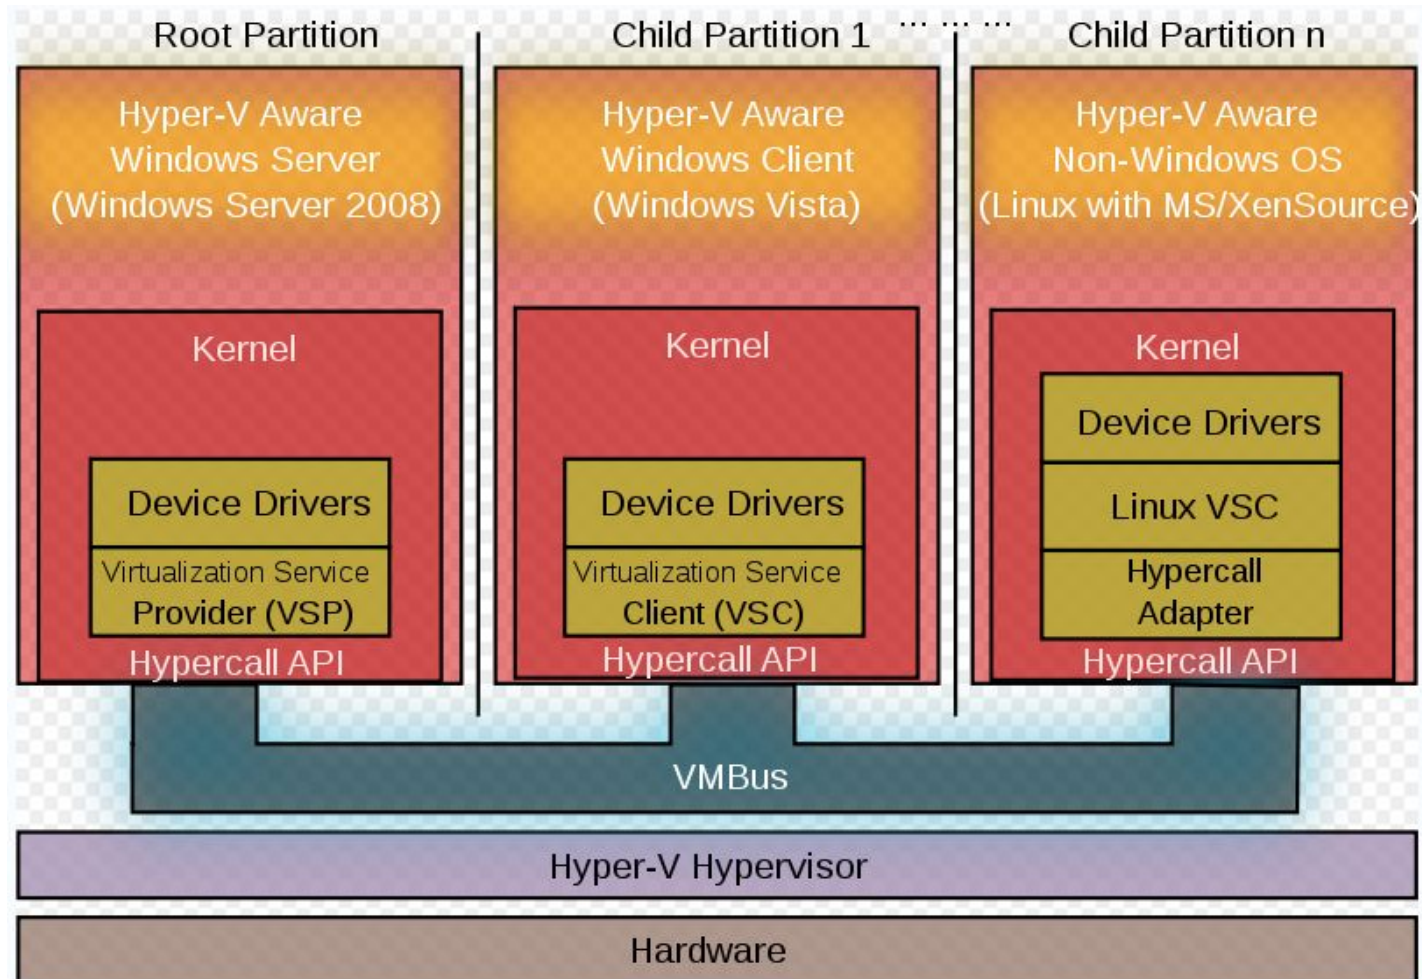 Root Partition
Child Partition 1
... ... ...
Child Partition n
Hyper-V Aware
Windows Server
(Windows Server 2008)
Kernel
Device Drivers
Virtualization Service
Provider (VSP)
Hypercall API
Hyper-V Aware
Windows Client
(Windows Vista)
Kernel
Device Drivers
Virtualization Service
Client (VSC)
Hypercall API
Hyper-V Aware
Non-Windows OS
(Linux with MS/XenSource)
Kernel
Device Drivers
Linux VSC
Hypercall
Adapter
Hypercall API
VMBus
Hyper-V Hypervisor
Hardware